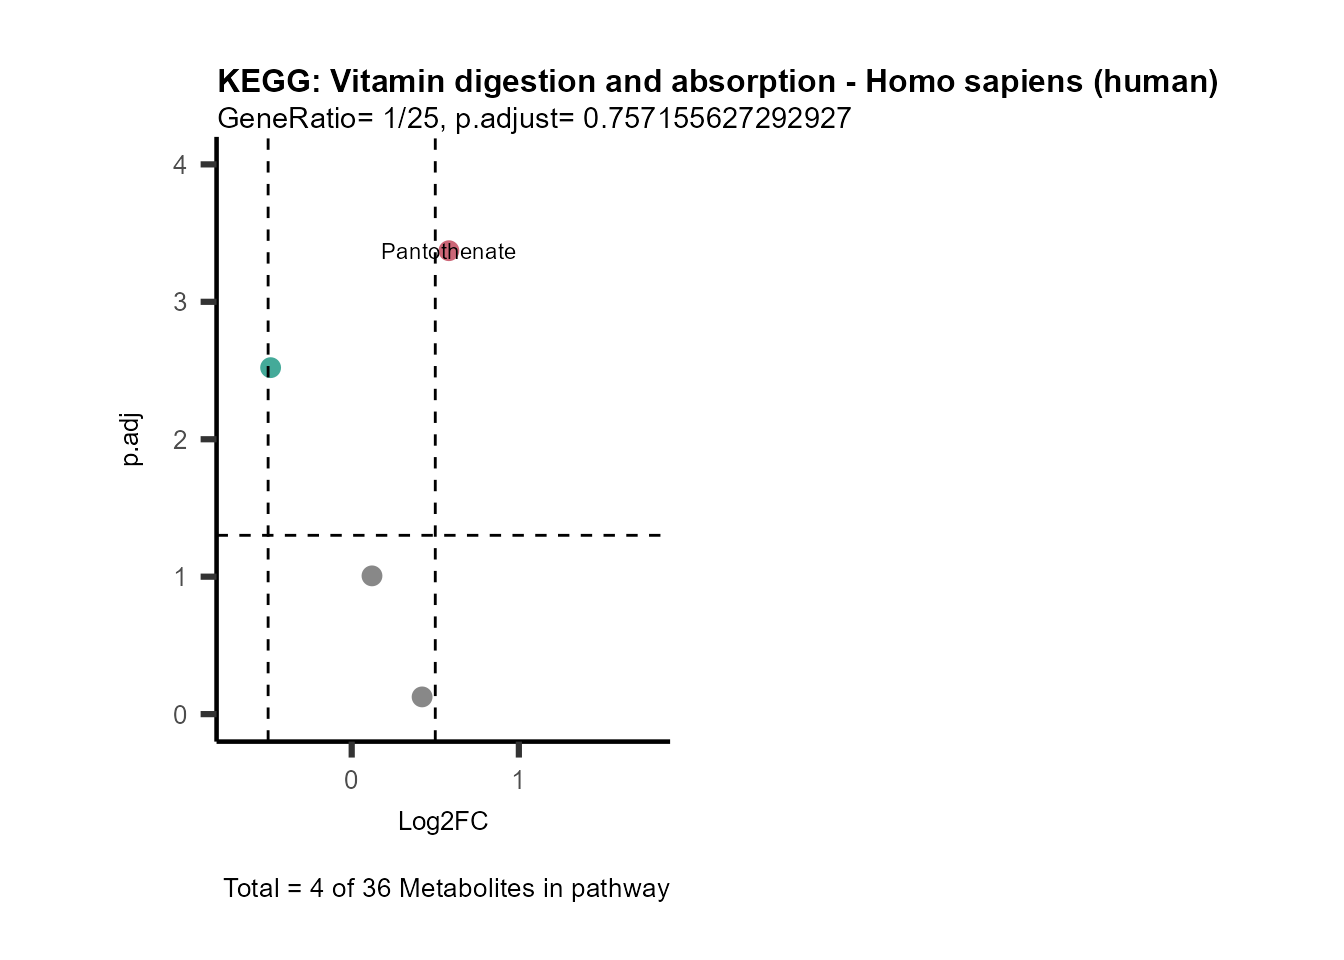 KEGG: Vitamin digestion and absorption - Homo sapiens (human)
GeneRatio= 1/25, p.adjust= 0.757155627292927
4
Pantothenate
3
2
p.adj
1
0
0 1
Log2FC
Total = 4 of 36 Metabolites in pathway